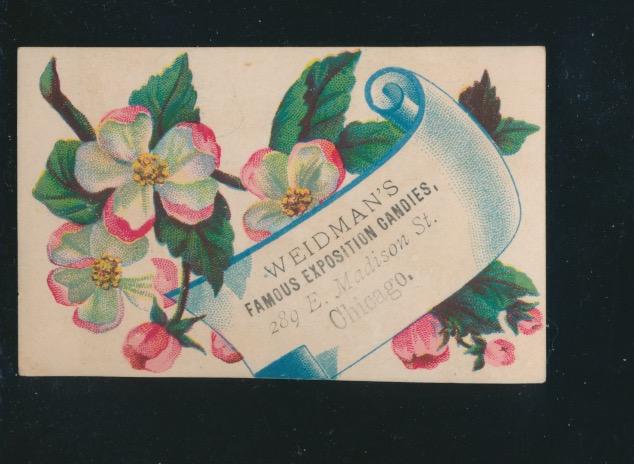 WEIDMAN'S
FAMOUS EXPOSITION CANDIES,
289 E. Madison St.
Chicago.